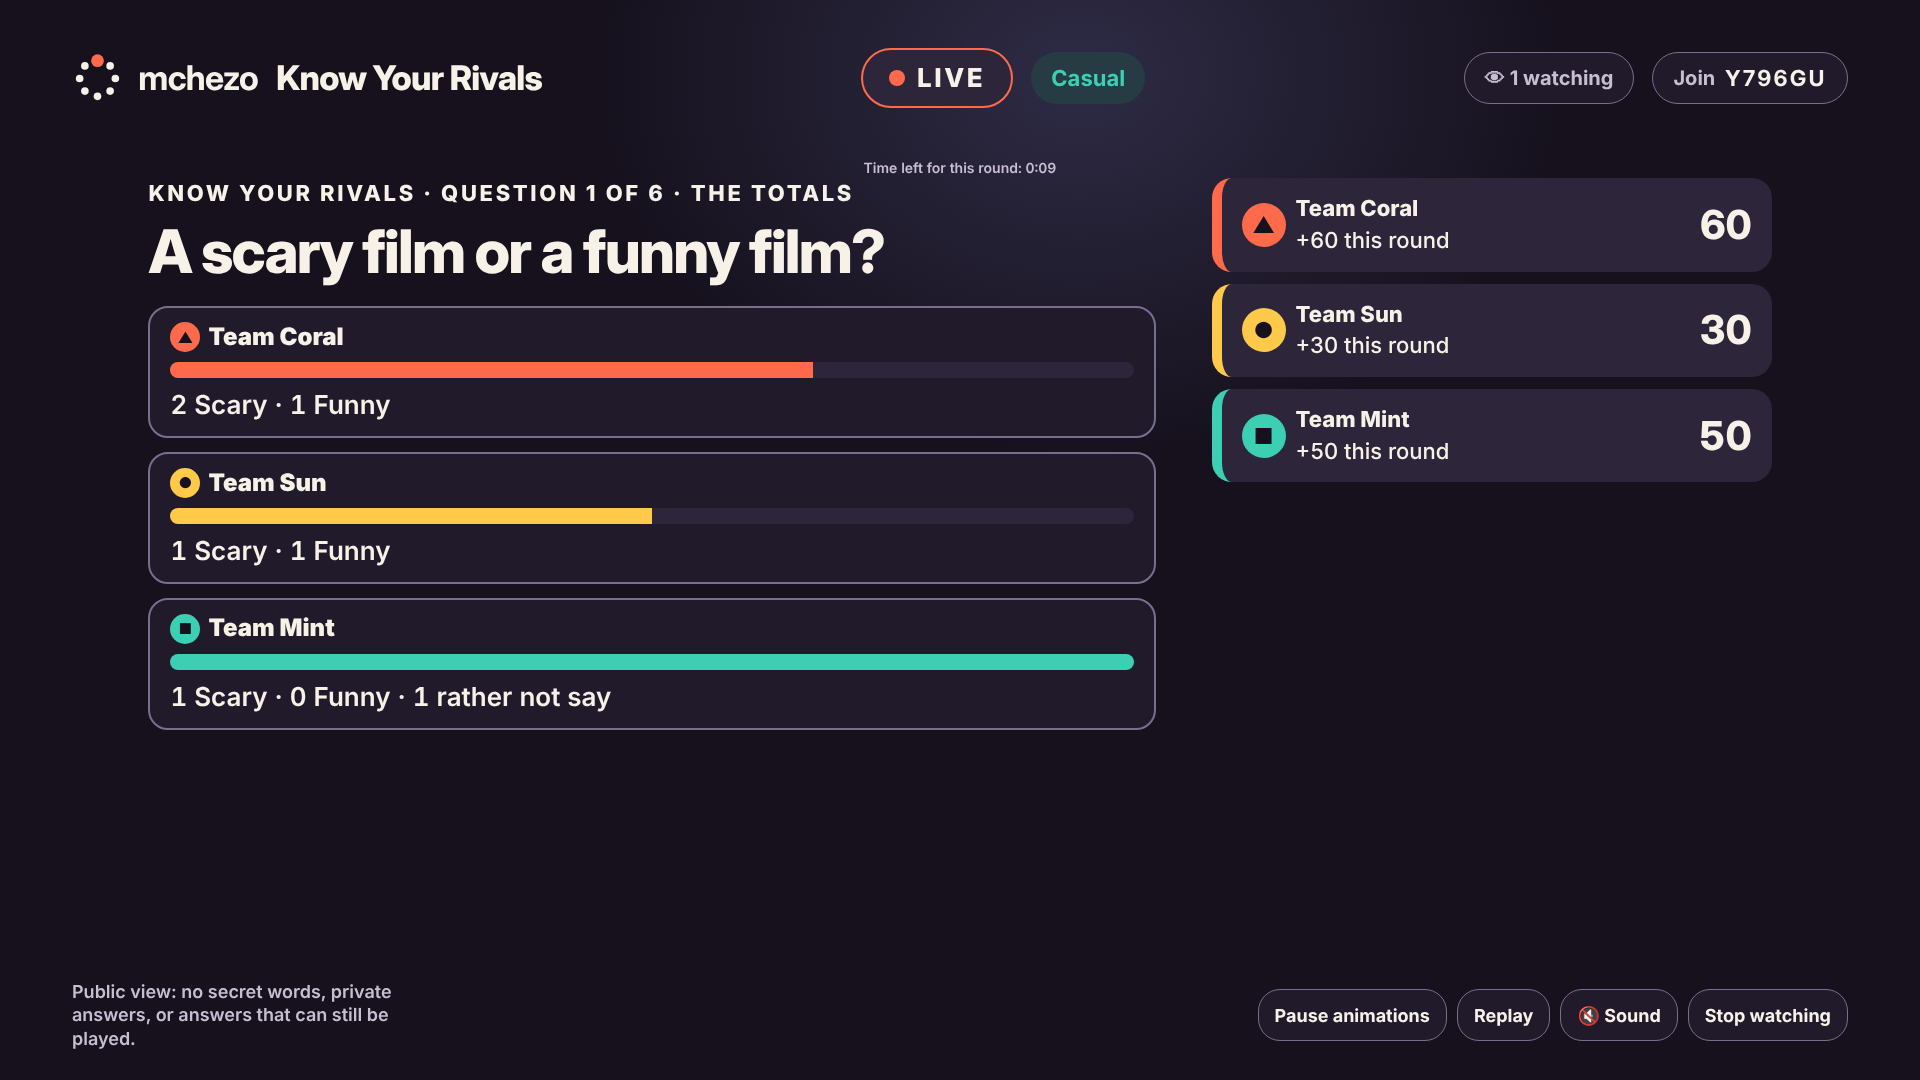 mchezo Know Your Rivals
LIVE
Casual
1 watching
Join Y796GU
Time left for this round: 0:09
KNOW YOUR RIVALS · QUESTION 1 OF 6 · THE TOTALS
A scary film or a funny film?
Team Coral
2 Scary · 1 Funny
Team Sun
1 Scary · 1 Funny
Team Mint
1 Scary · 0 Funny · 1 rather not say
Team Coral
+60 this round
60
Team Sun
+30 this round
30
Team Mint
+50 this round
50
Public view: no secret words, private
answers, or answers that can still be
played.
Pause animations
Replay
Sound
Stop watching